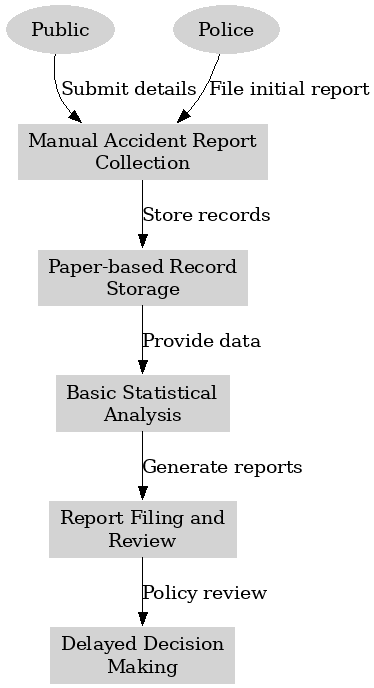 Public
Police
Submit details
File initial report
Manual Accident Report
Collection
Store records
Paper-based Record
Storage
Provide data
Basic Statistical
Analysis
Generate reports
Report Filing and
Review
Policy review
Delayed Decision
Making